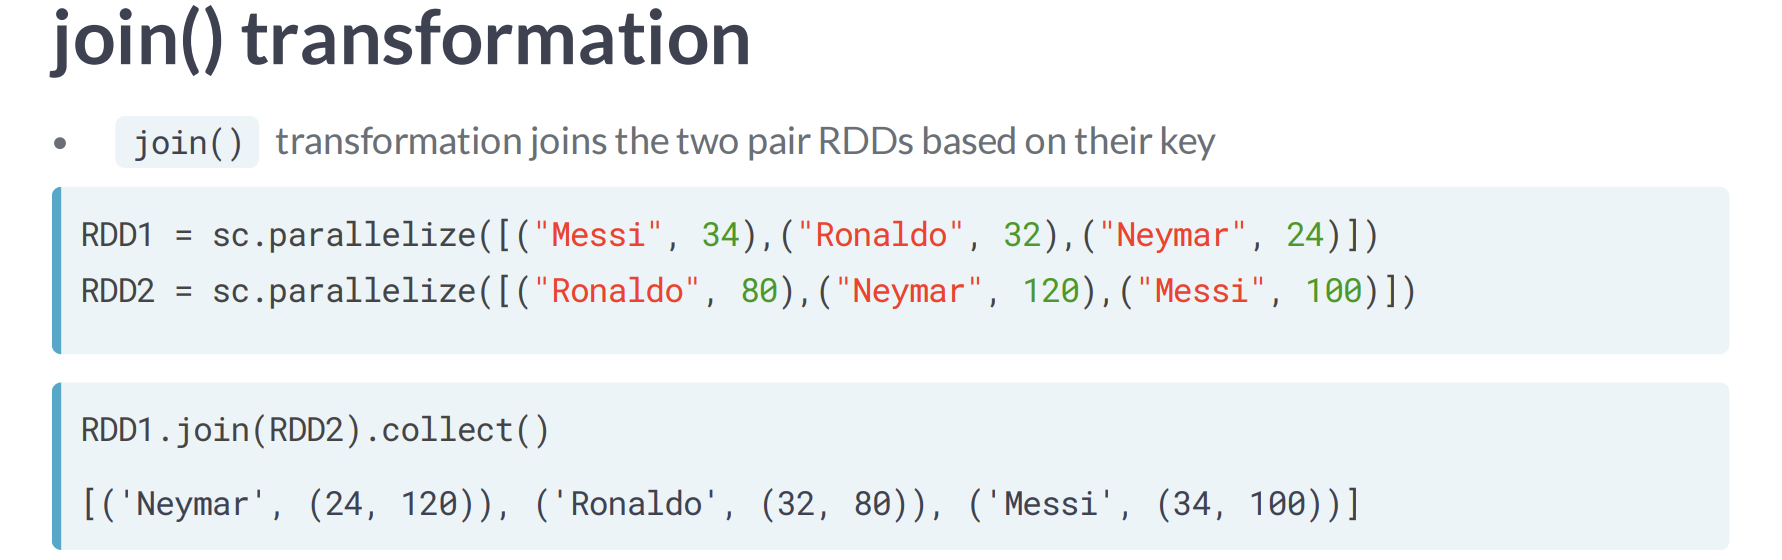 join() transformation
• join() transformation joins the two pair RDDs based on their key
RDD1 = sc.parallelize([("Messi", 34),("Ronaldo", 32),("Neymar", 24)])
RDD2 = sc.parallelize([("Ronaldo", 80),("Neymar", 120),("Messi", 100)])
RDD1.join(RDD2).collect()
[('Neymar', (24, 120)), ('Ronaldo', (32, 80)), ('Messi', (34, 100))]